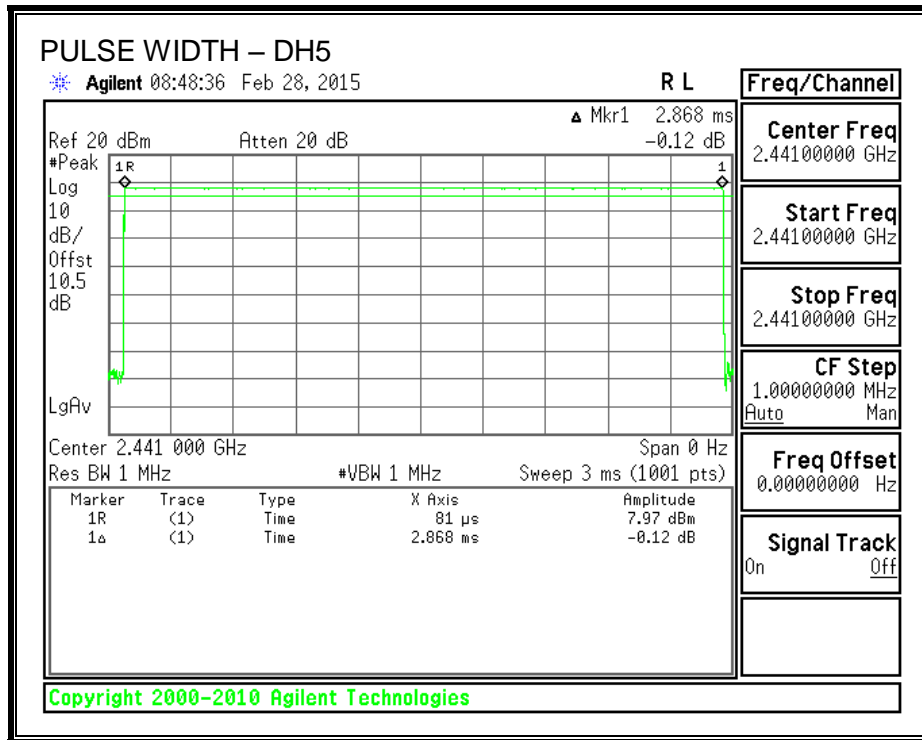 PULSE WIDTH – DH5
Agilent 08:48:36 Feb 28, 2015 R L
Freq/Channel
Δ Mkr1 2.868 ms
Ref 20 dBm Atten 20 dB -0.12 dB
#Peak
Log
10
dB/
Offst
10.5
dB
LgAv
1R
1
Center 2.441 000 GHz Span 0 Hz
Res BW 1 MHz #VBW 1 MHz Sweep 3 ms (1001 pts)
Marker Trace Type X Axis Amplitude
1R (1) Time 81 µs 7.97 dBm
1Δ (1) Time 2.868 ms -0.12 dB
Center Freq
2.44100000 GHz
Start Freq
2.44100000 GHz
Stop Freq
2.44100000 GHz
CF Step
1.00000000 MHz
Auto Man
Freq Offset
0.00000000 Hz
Signal Track
On Off
Copyright 2000-2010 Agilent Technologies